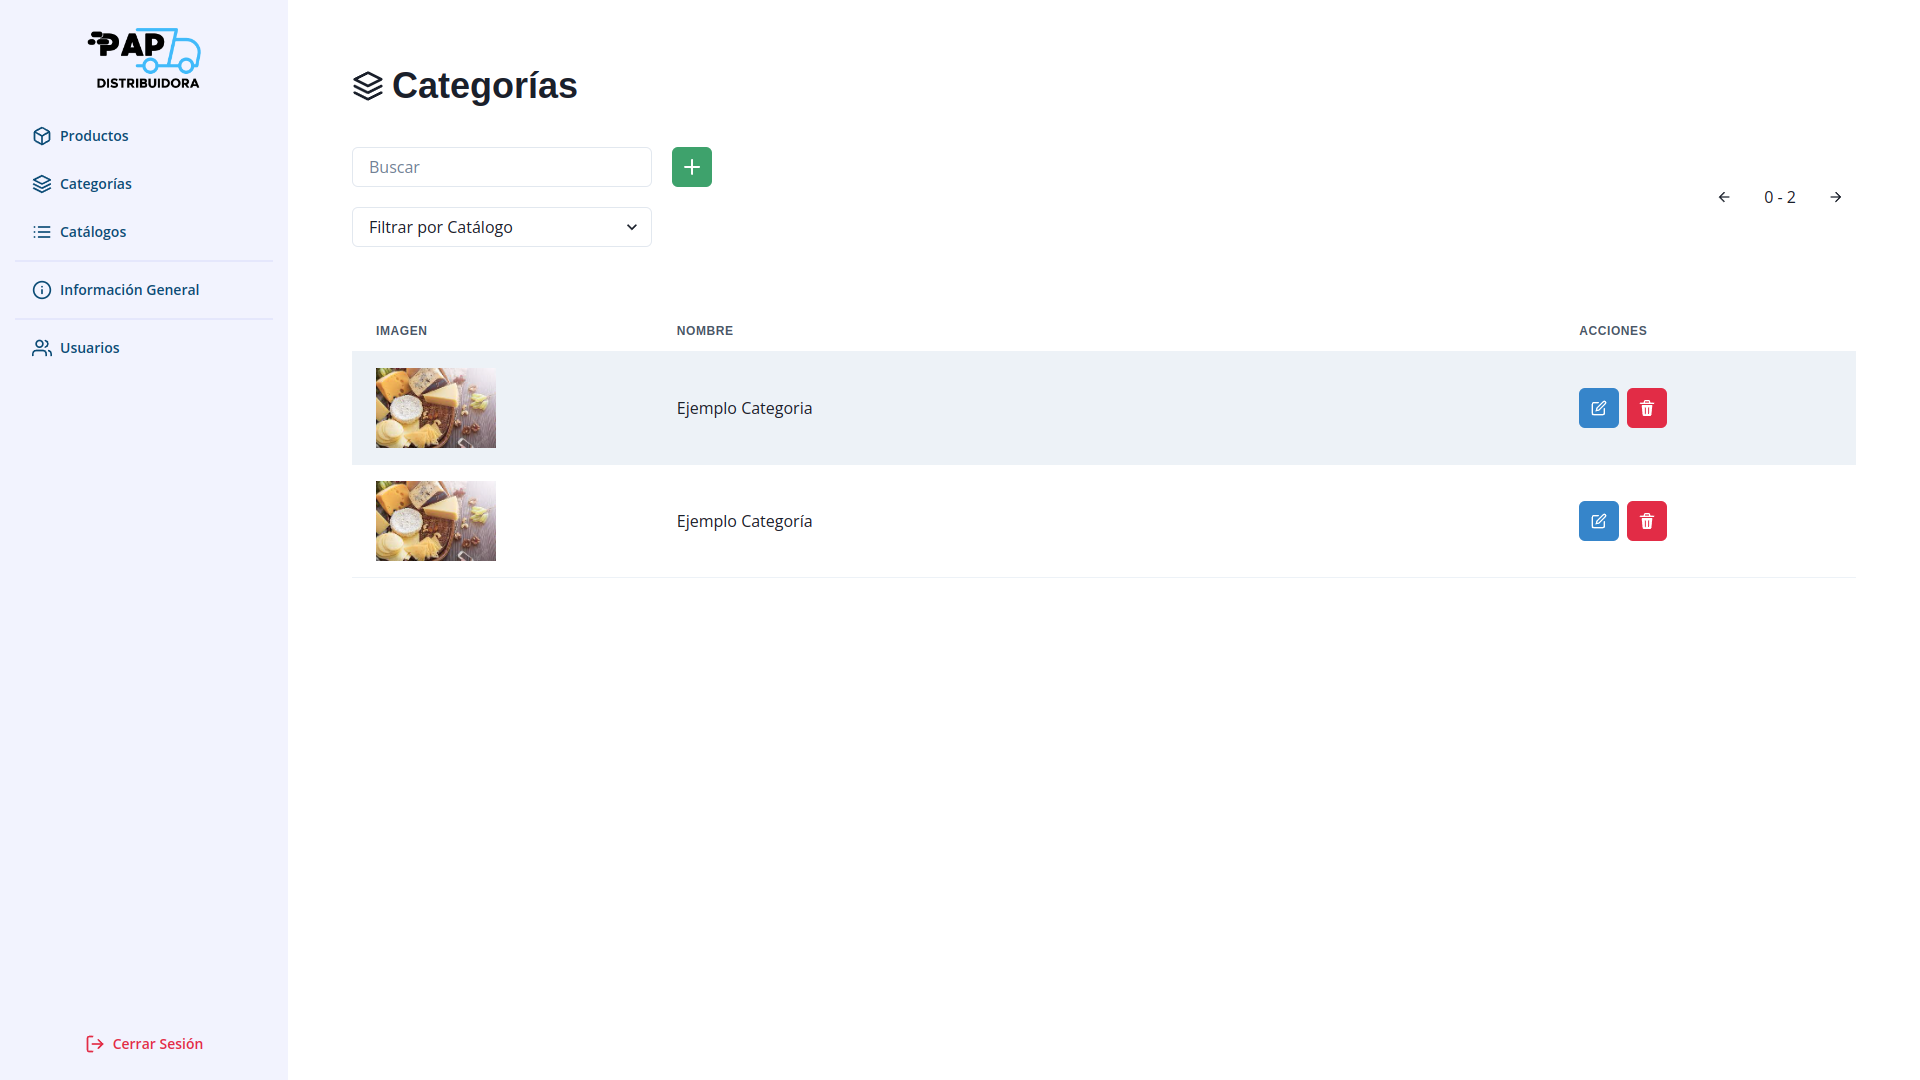 PAP
DISTRIBUIDORA
Productos
Categorías
Catálogos
Información General
Usuarios
Cerrar Sesión
Categorías
Buscar
Filtrar por Catálogo
0 - 2
IMAGEN NOMBRE ACCIONES
Ejemplo Categoria
Ejemplo Categoría